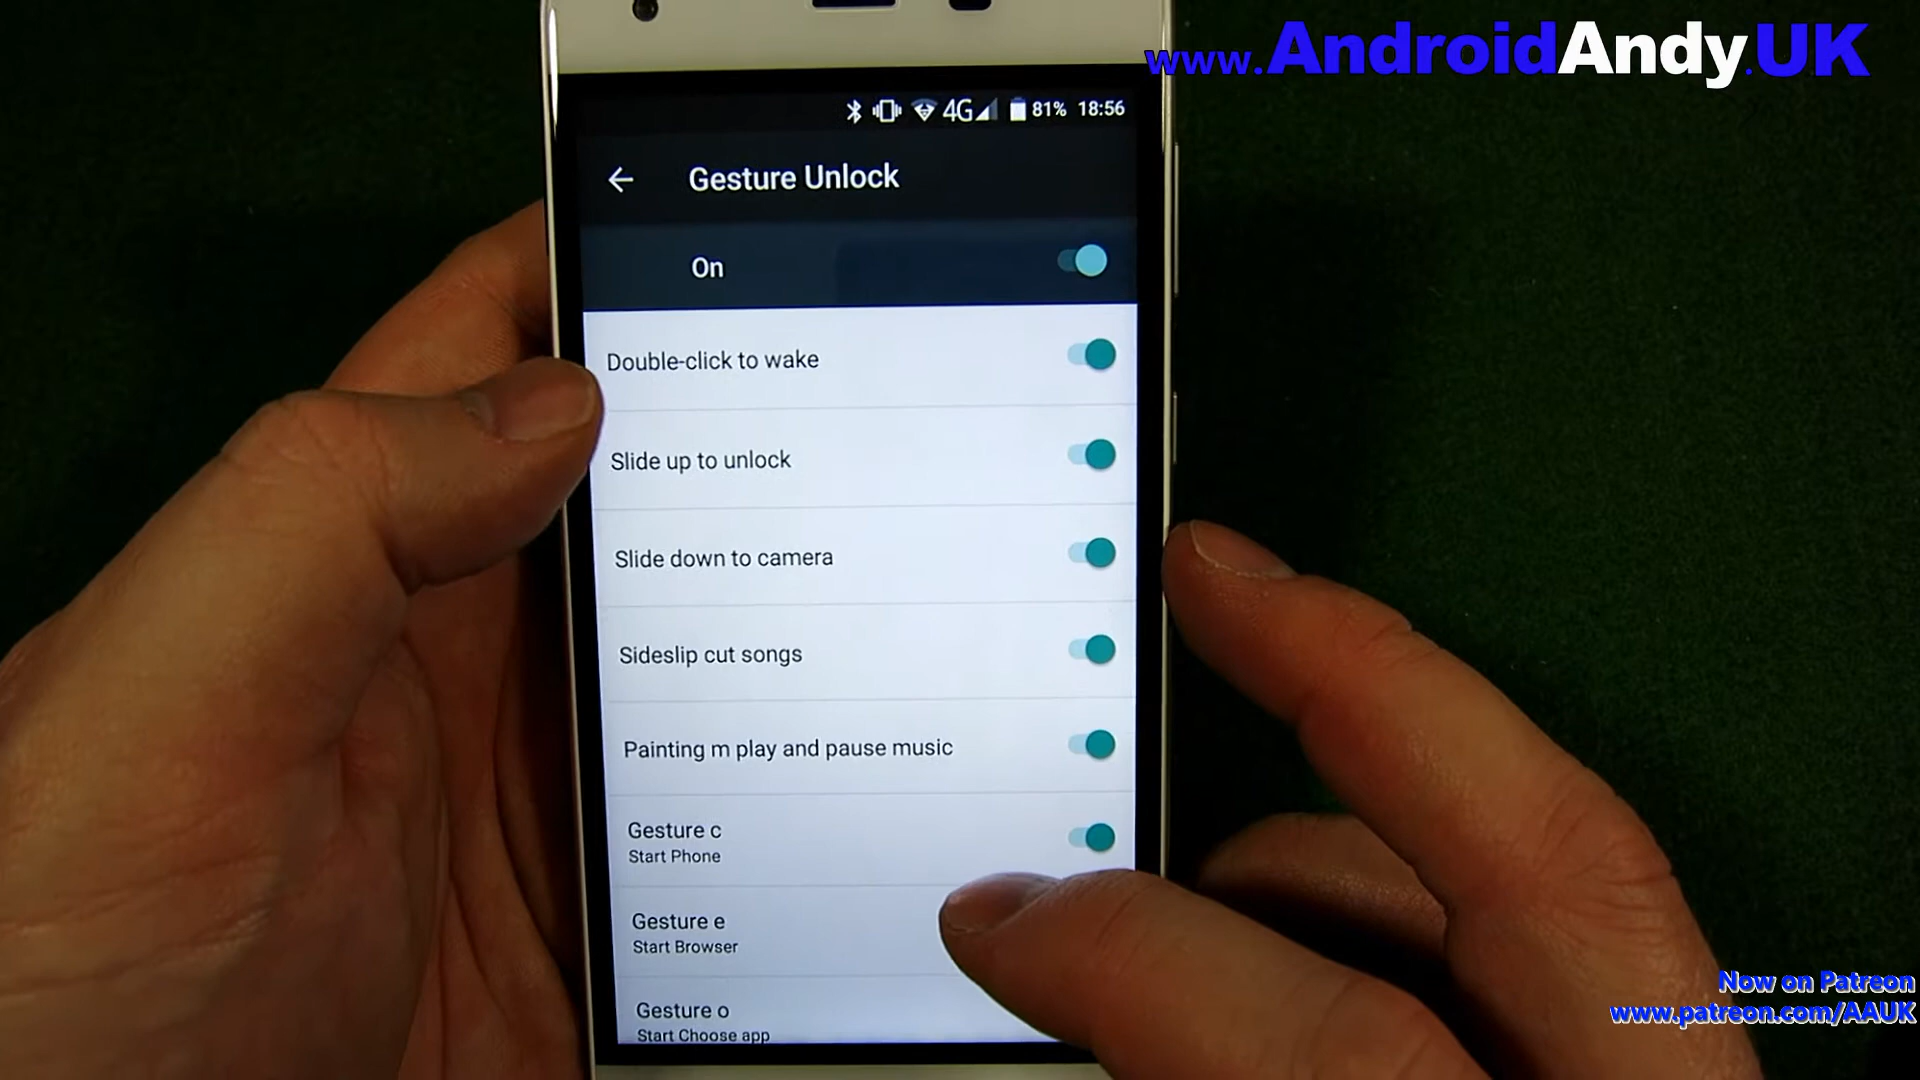 www.AndroidAndy.UK
4G 81% 18:56
Gesture Unlock
On
Double-click to wake
Slide up to unlock
Slide down to camera
Sideslip cut songs
Painting m play and pause music
Gesture c
Start Phone
Gesture e
Start Browser
Gesture o
Start Choose app
Now on Patreon
www.patreon.com/AAUK